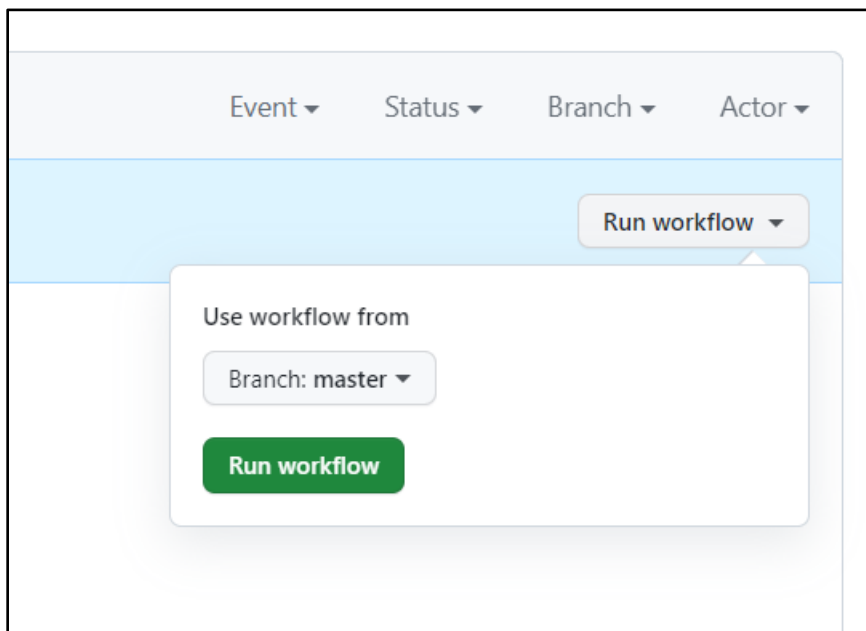 Event Status Branch Actor
Run workflow
Use workflow from
Branch: master
Run workflow